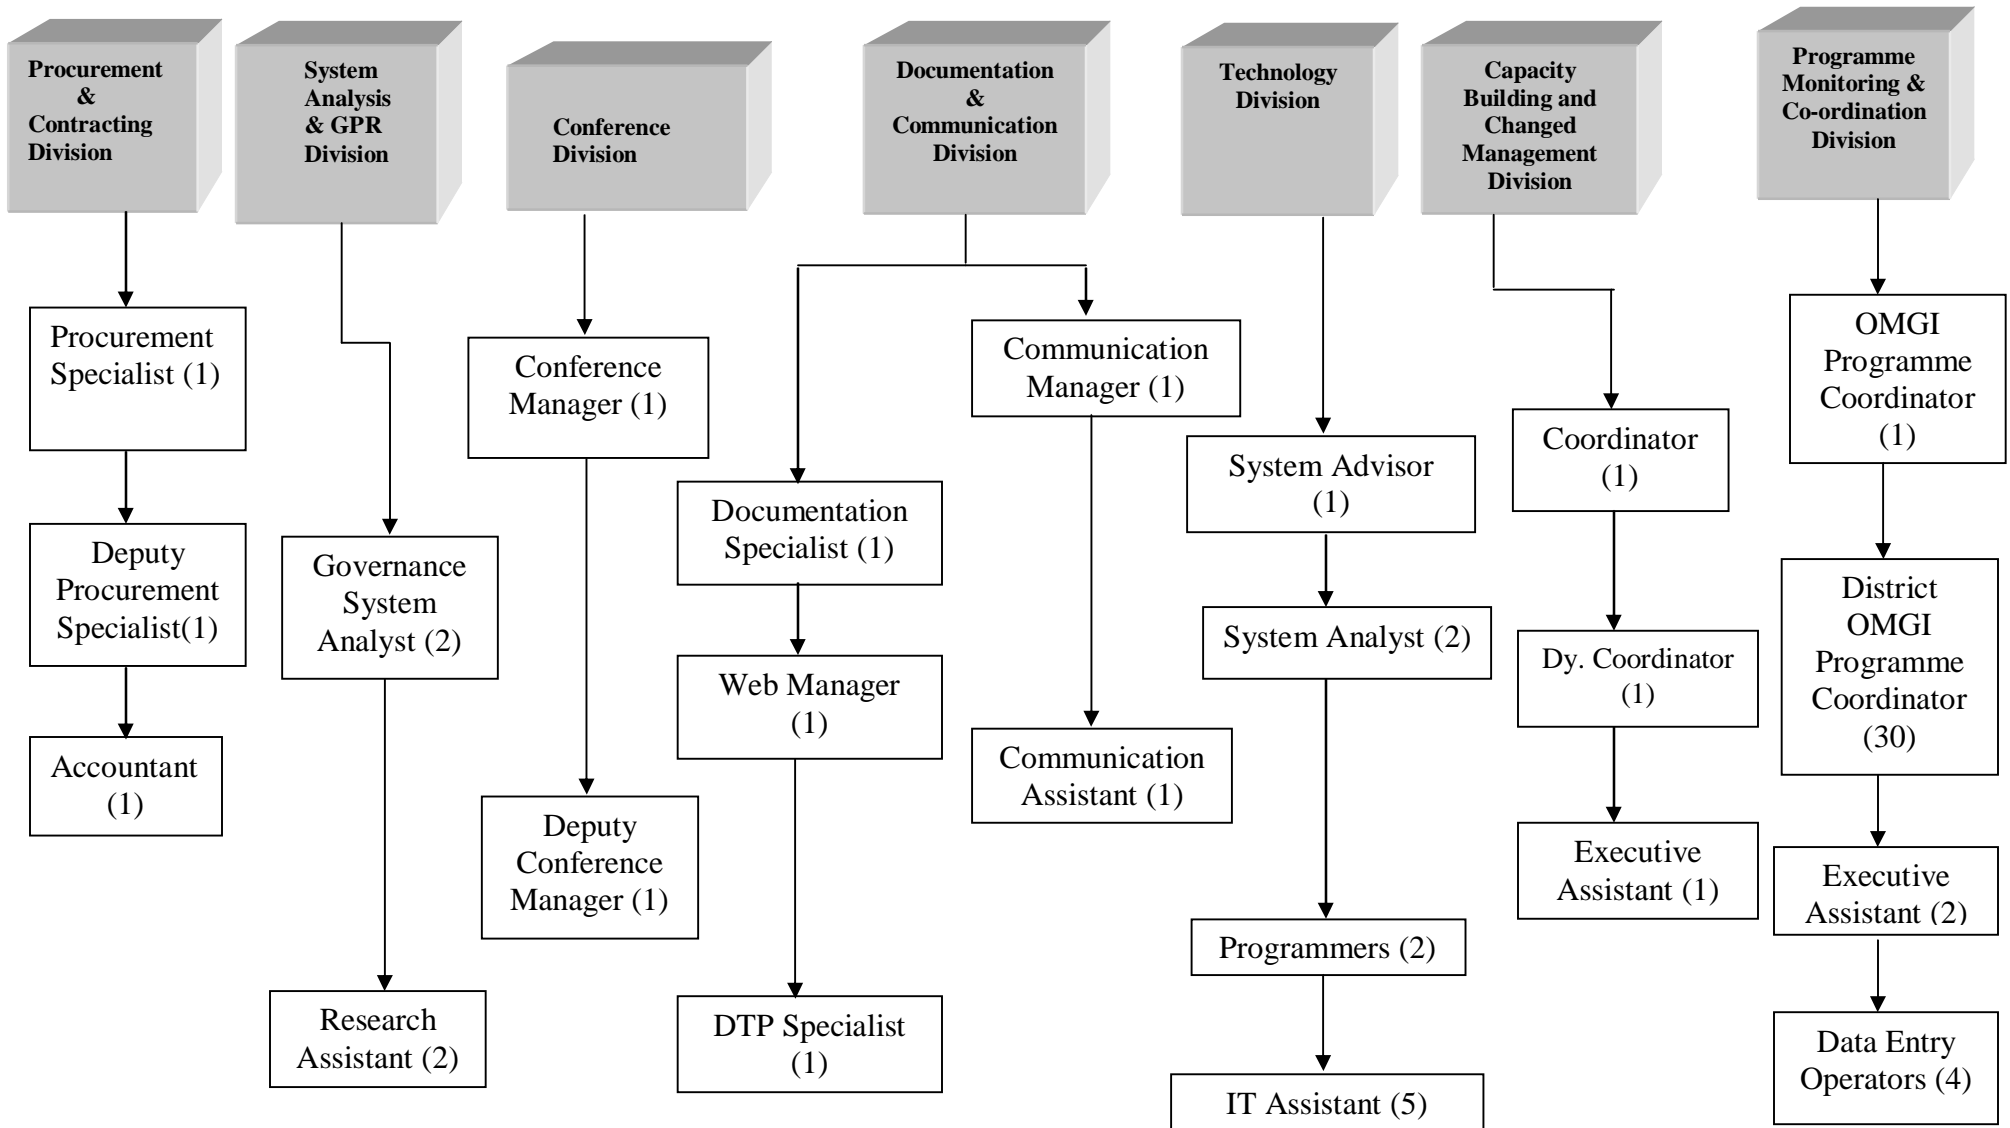 Procurement
&
Contracting
Division
System
Analysis
& GPR
Division
Conference
Division
Documentation
&
Communication
Division
Technology
Division
Capacity
Building and
Changed
Management
Division
Programme
Monitoring &
Co-ordination
Division
Procurement
Specialist (1)
Deputy
Procurement
Specialist(1)
Accountant
(1)
Governance
System
Analyst (2)
Research
Assistant (2)
Conference
Manager (1)
Deputy
Conference
Manager (1)
Documentation
Specialist (1)
Web Manager
(1)
DTP Specialist
(1)
Communication
Manager (1)
Communication
Assistant (1)
System Advisor
(1)
System Analyst (2)
Programmers (2)
IT Assistant (5)
Coordinator
(1)
Dy. Coordinator
(1)
Executive
Assistant (1)
OMGI
Programme
Coordinator
(1)
District
OMGI
Programme
Coordinator
(30)
Executive
Assistant (2)
Data Entry
Operators (4)